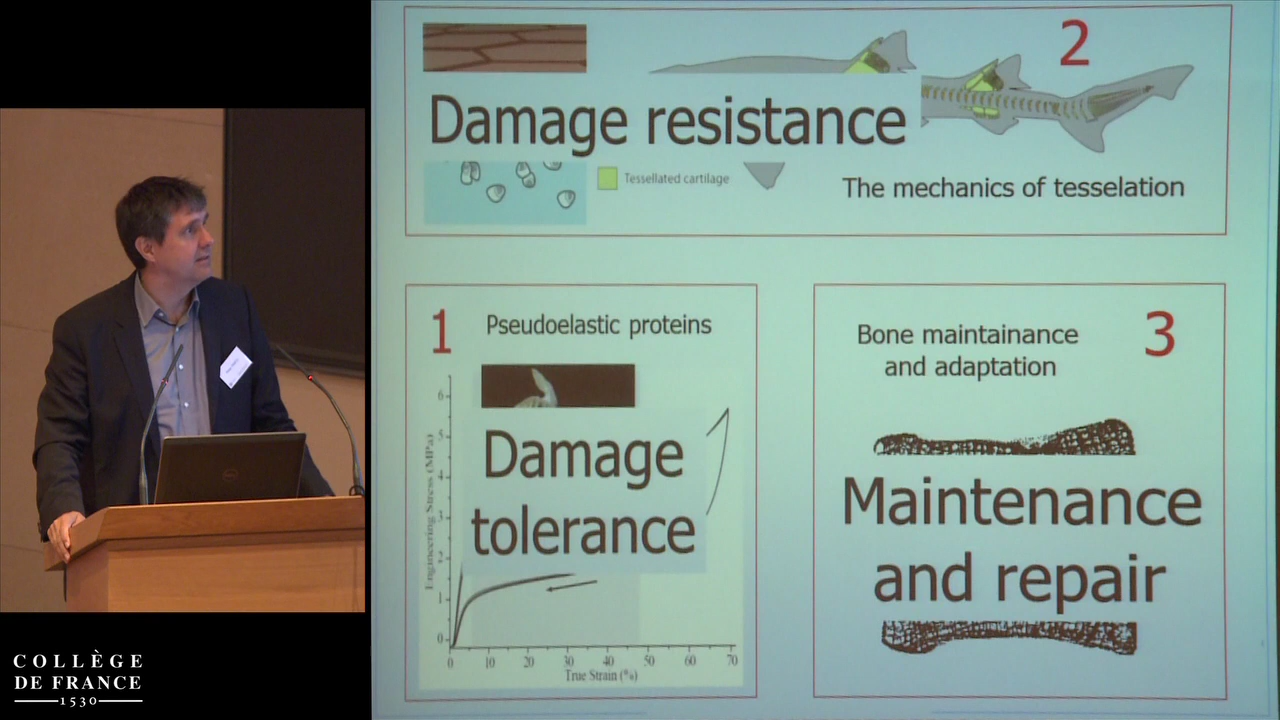 2
Damage resistance
Tessellated cartilage
The mechanics of tesselation
1
Pseudoelastic proteins
Damage
tolerance
Engineering Stress (MPa)
6
5
4
3
2
1
0
0 10 20 30 40 50 60 70
True Strain (%)
Bone maintainance
and adaptation
3
Maintenance
and repair
COLLÈGE
DE FRANCE
1530
DELL